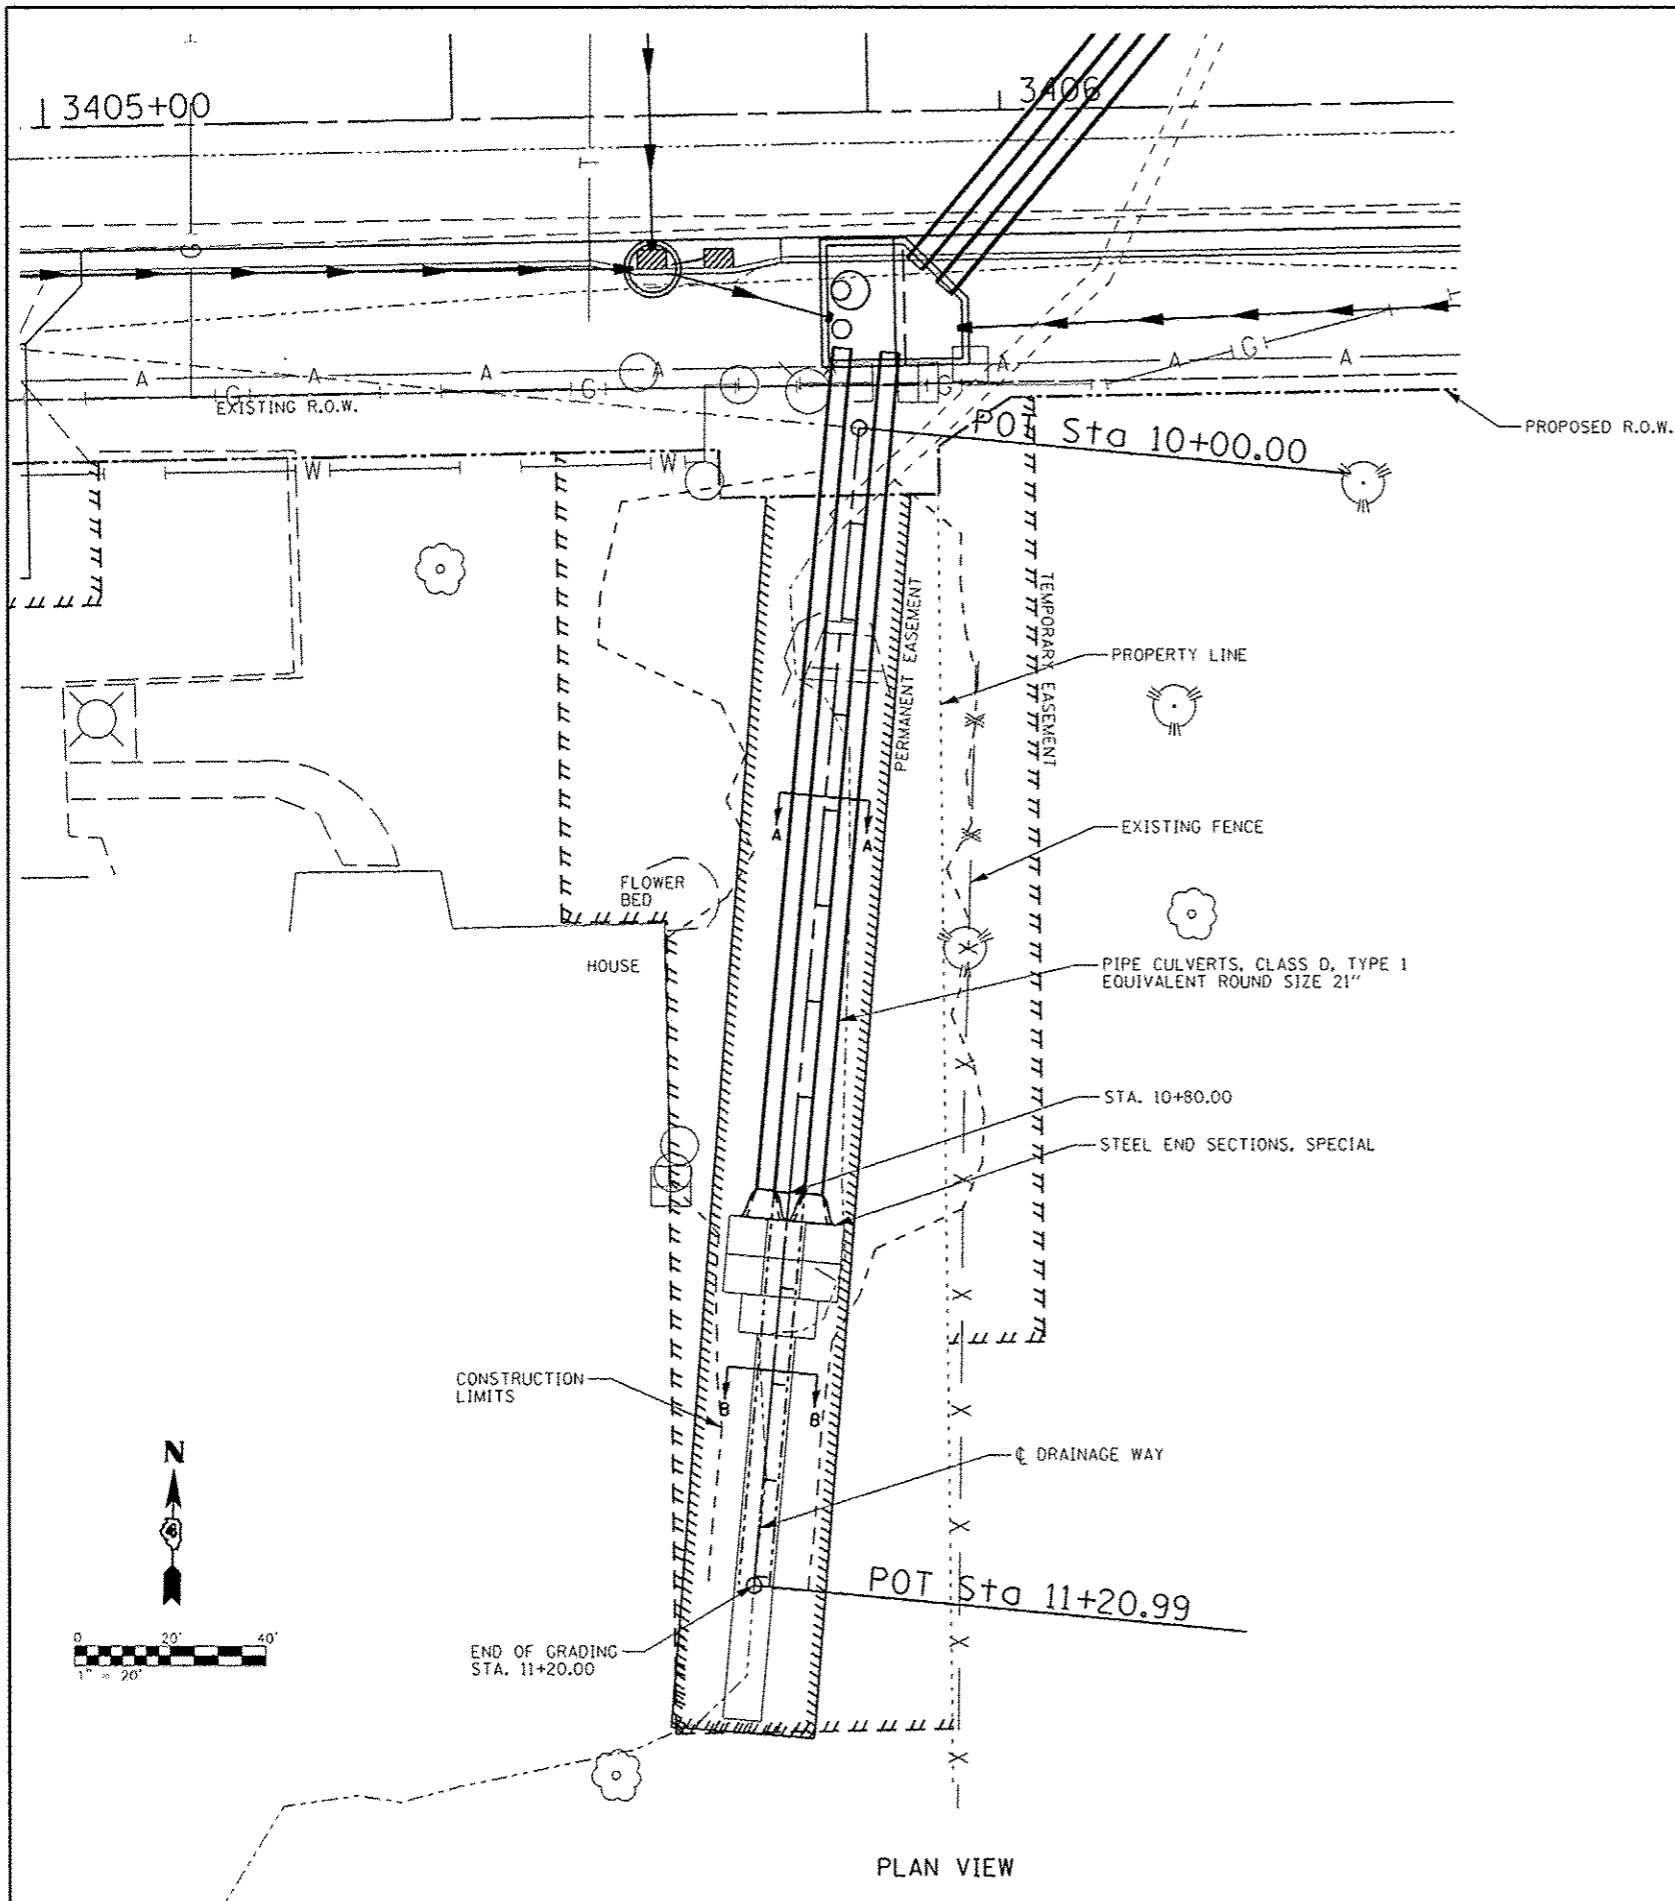 3405+00
3406
A
A
A
A
A
A
A
G
G
G
G
EXISTING R.O.W.
PROPOSED R.O.W.
POT Sta 10+00.00
W
W
TEMPORARY EASEMENT
PERMANENT EASEMENT
PROPERTY LINE
A
A
EXISTING FENCE
FLOWER
BED
HOUSE
PIPE CULVERTS, CLASS D, TYPE 1
EQUIVALENT ROUND SIZE 21"
STA. 10+80.00
STEEL END SECTIONS, SPECIAL
CONSTRUCTION
LIMITS
B
B
℄ DRAINAGE WAY
N
POT Sta 11+20.99
0 20' 40'
1" = 20'
END OF GRADING
STA. 11+20.00
PLAN VIEW